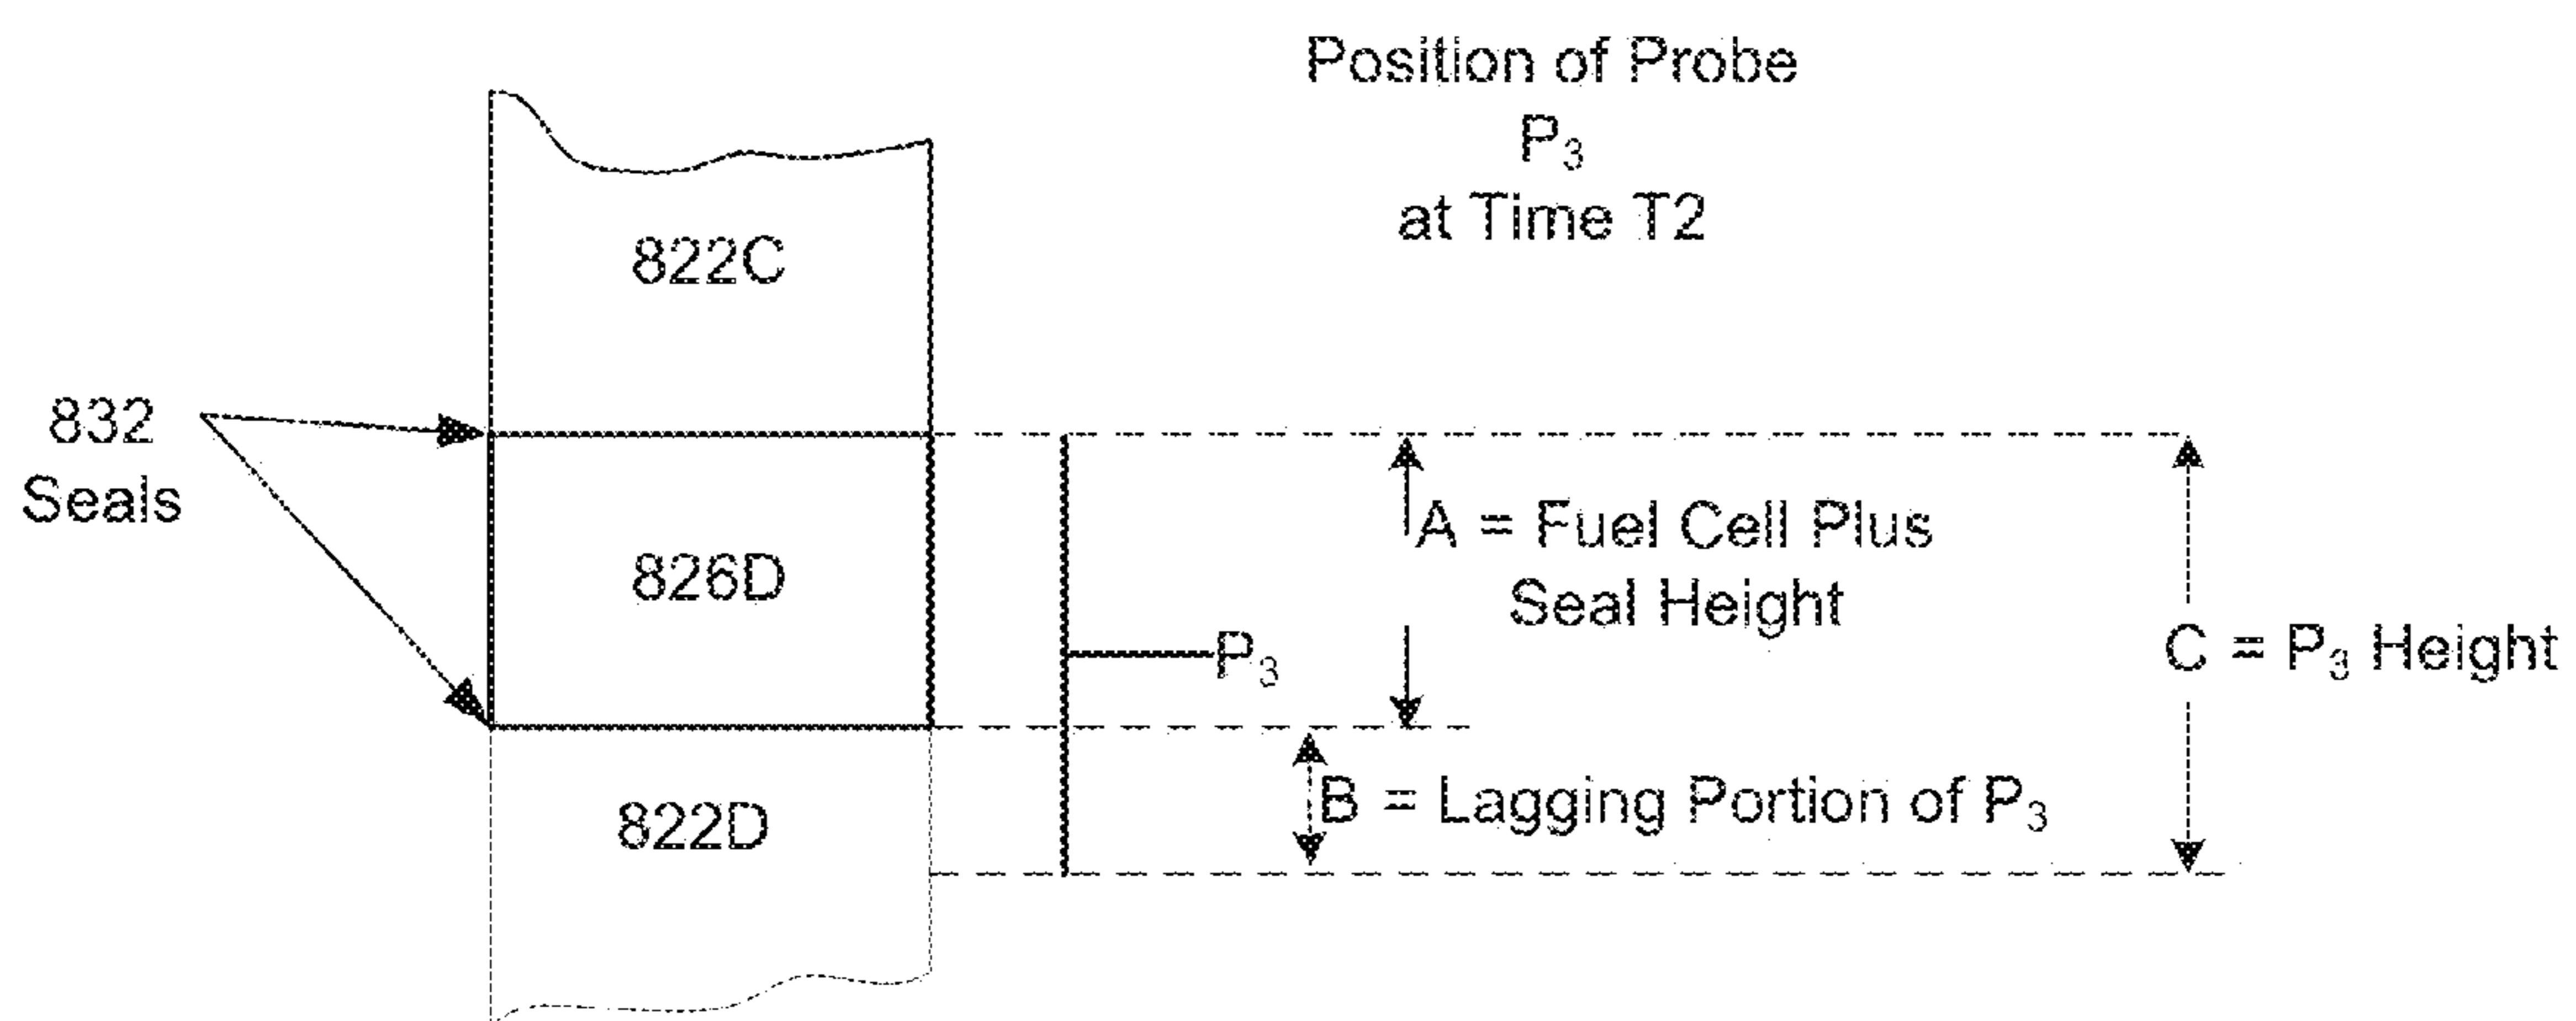 Position of Probe
P₃
at Time T2
822C
832
Seals
826D
A = Fuel Cell Plus
Seal Height
P₃
C = P₃ Height
822D
B = Lagging Portion of P₃